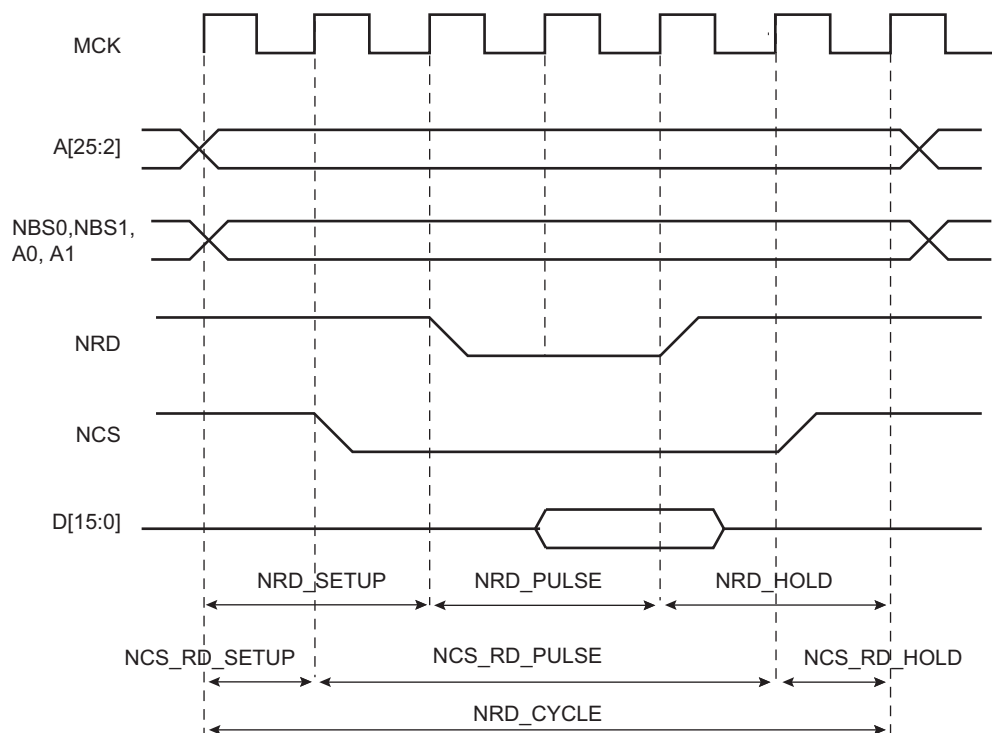 MCK
A[25:2]
NBS0,NBS1,
A0, A1
NRD
NCS
D[15:0]
NRD_SETUP NRD_PULSE NRD_HOLD
NCS_RD_SETUP NCS_RD_PULSE NCS_RD_HOLD
NRD_CYCLE